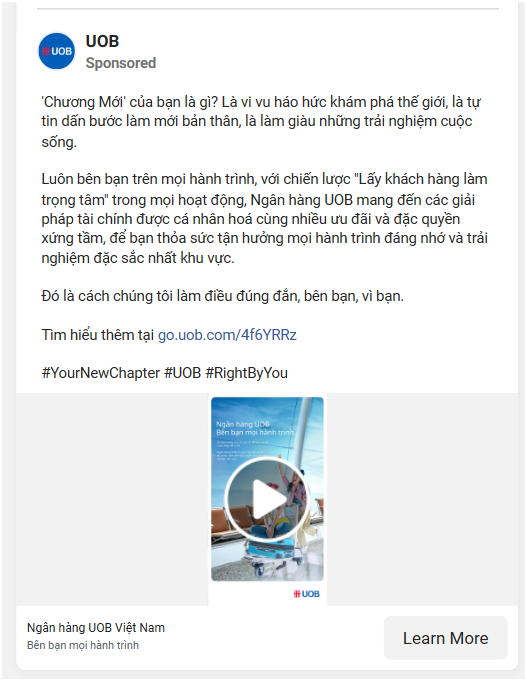 UOB
UOB
Sponsored
'Chương Mới' của bạn là gì? Là vi vu háo hức khám phá thế giới, là tự
tin dấn bước làm mới bản thân, là làm giàu những trải nghiệm cuộc
sống.
Luôn bên bạn trên mọi hành trình, với chiến lược "Lấy khách hàng làm
trọng tâm" trong mọi hoạt động, Ngân hàng UOB mang đến các giải
pháp tài chính được cá nhân hoá cùng nhiều ưu đãi và đặc quyền
xứng tầm, để bạn thỏa sức tận hưởng mọi hành trình đáng nhớ và trải
nghiệm đặc sắc nhất khu vực.
Đó là cách chúng tôi làm điều đúng đắn, bên bạn, vì bạn.
Tìm hiểu thêm tại go.uob.com/4f6YRRz
#YourNewChapter #UOB #RightByYou
Ngân hàng UOB
Bên bạn mọi hành trình
UOB
Ngân hàng UOB Việt Nam
Bên bạn mọi hành trình
Learn More